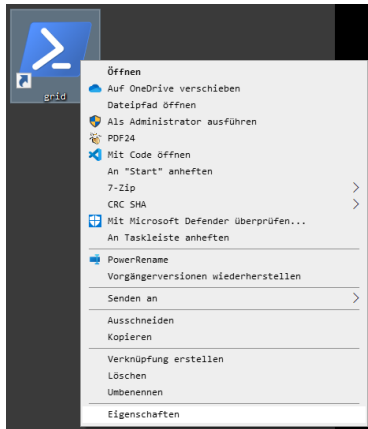 grid
Öffnen
Auf OneDrive verschieben
Dateipfad öffnen
Als Administrator ausführen
PDF24
Mit Code öffnen
An "Start" anheften
7-Zip
CRC SHA
Mit Microsoft Defender überprüfen...
An Taskleiste anheften
PowerRename
Vorgängerversionen wiederherstellen
Senden an
Ausschneiden
Kopieren
Verknüpfung erstellen
Löschen
Umbenennen
Eigenschaften